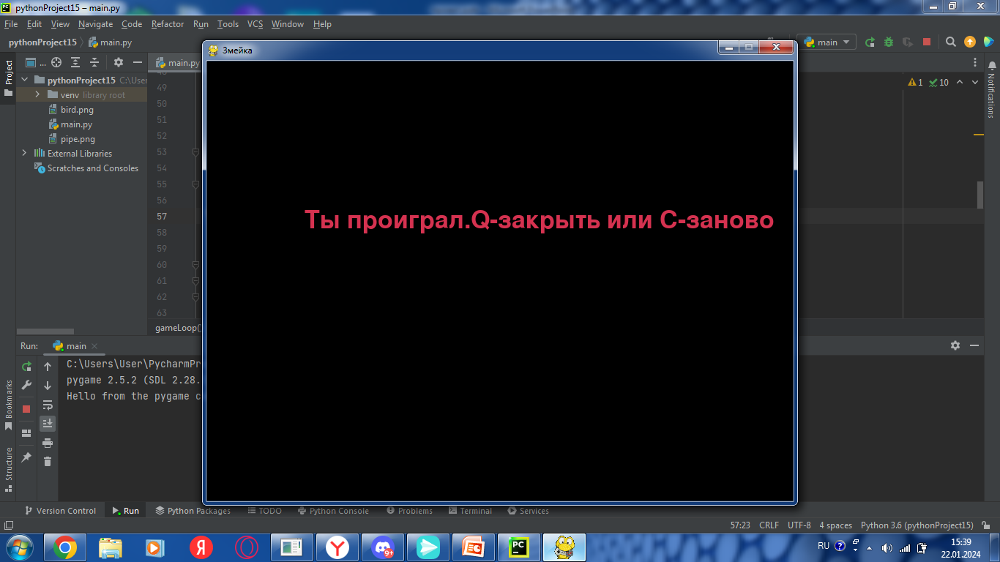 pythonProject15 – main.py
File Edit View Navigate Code Refactor Run Tools VCS Window Help
pythonProject15 main.py
main
Змейка
Project
...
main.py
pythonProject15 C:\User
venv library root
bird.png
main.py
pipe.png
External Libraries
Scratches and Consoles
49
50
51
52
53
54
55
56
57
58
59
60
61
62
63
1 10
Notifications
Ты проиграл.Q-закрыть или C-заново
gameLoop()
Run: main
C:\Users\User\PycharmPr
pygame 2.5.2 (SDL 2.28.
Hello from the pygame c
Bookmarks
Structure
Version Control Run Python Packages TODO Python Console Problems Terminal Services
57:23 CRLF UTF-8 4 spaces Python 3.6 (pythonProject15)
Я Y 9+ PC
RU 15:39
22.01.2024